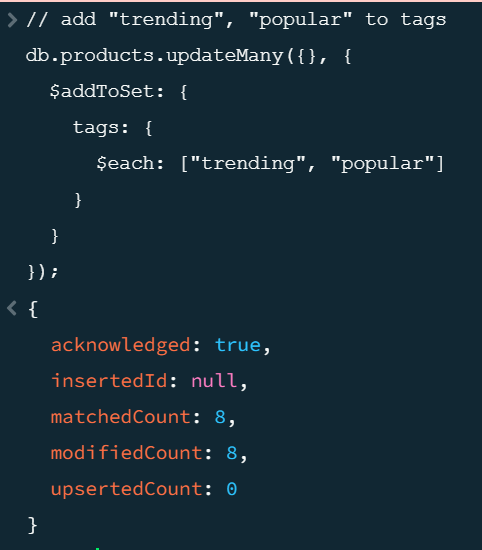 // add "trending", "popular" to tags
db.products.updateMany({}, {
  $addToSet: {
    tags: {
      $each: ["trending", "popular"]
    }
  }
});
{
  acknowledged: true,
  insertedId: null,
  matchedCount: 8,
  modifiedCount: 8,
  upsertedCount: 0
}